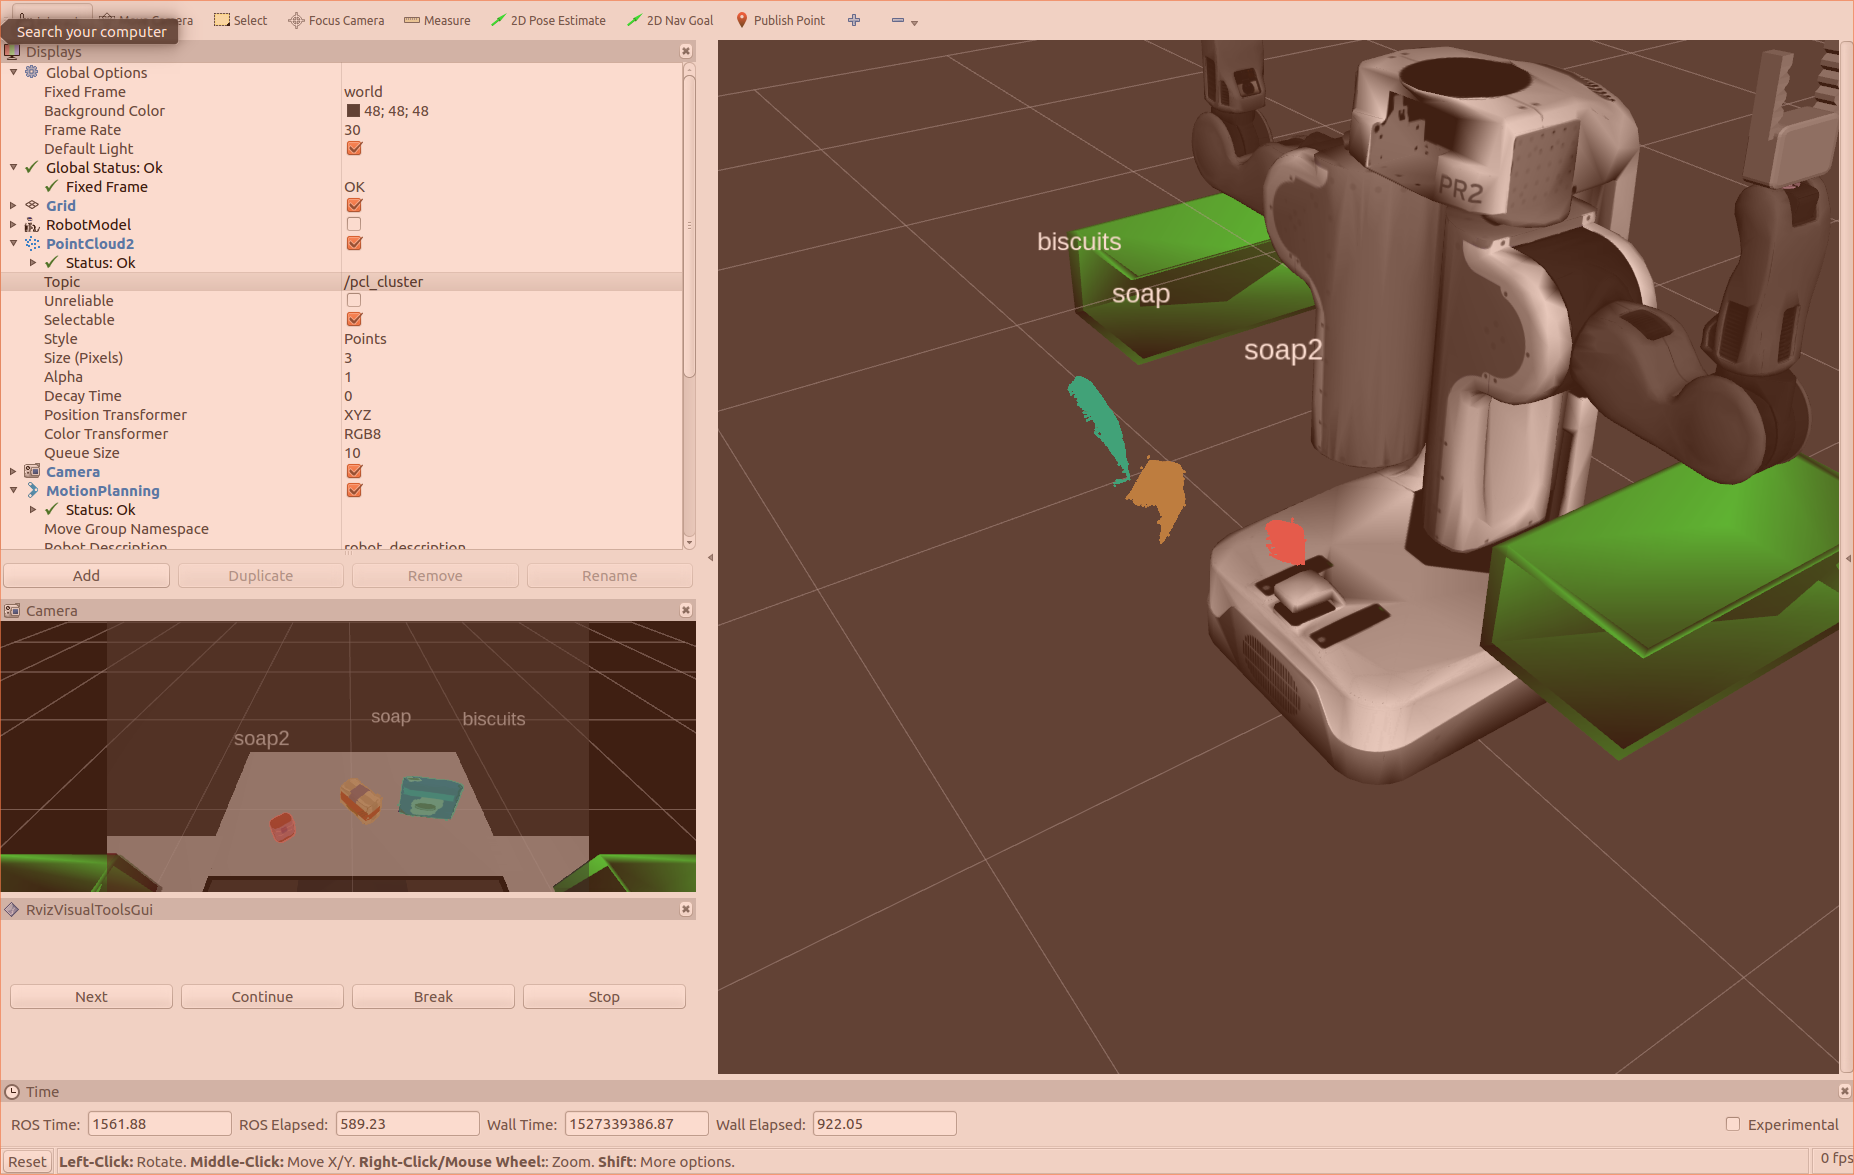 Search your computer
Camera
Select
Focus Camera
Measure
2D Pose Estimate
2D Nav Goal
Publish Point
Displays
Global Options
Fixed Frame world
Background Color 48; 48; 48
Frame Rate 30
Default Light
Global Status: Ok
Fixed Frame OK
Grid
RobotModel
PointCloud2
Status: Ok
Topic /pcl_cluster
Unreliable
Selectable
Style Points
Size (Pixels) 3
Alpha 1
Decay Time 0
Position Transformer XYZ
Color Transformer RGB8
Queue Size 10
Camera
MotionPlanning
Status: Ok
Move Group Namespace
Robot Description robot_description
Add Duplicate Remove Rename
Camera
soap biscuits
soap2
RvizVisualToolsGui
Next Continue Break Stop
PR2
biscuits
soap
soap2
Time
ROS Time: 1561.88 ROS Elapsed: 589.23 Wall Time: 1527339386.87 Wall Elapsed: 922.05 Experimental
Reset Left-Click: Rotate. Middle-Click: Move X/Y. Right-Click/Mouse Wheel:: Zoom. Shift: More options. 0 fps